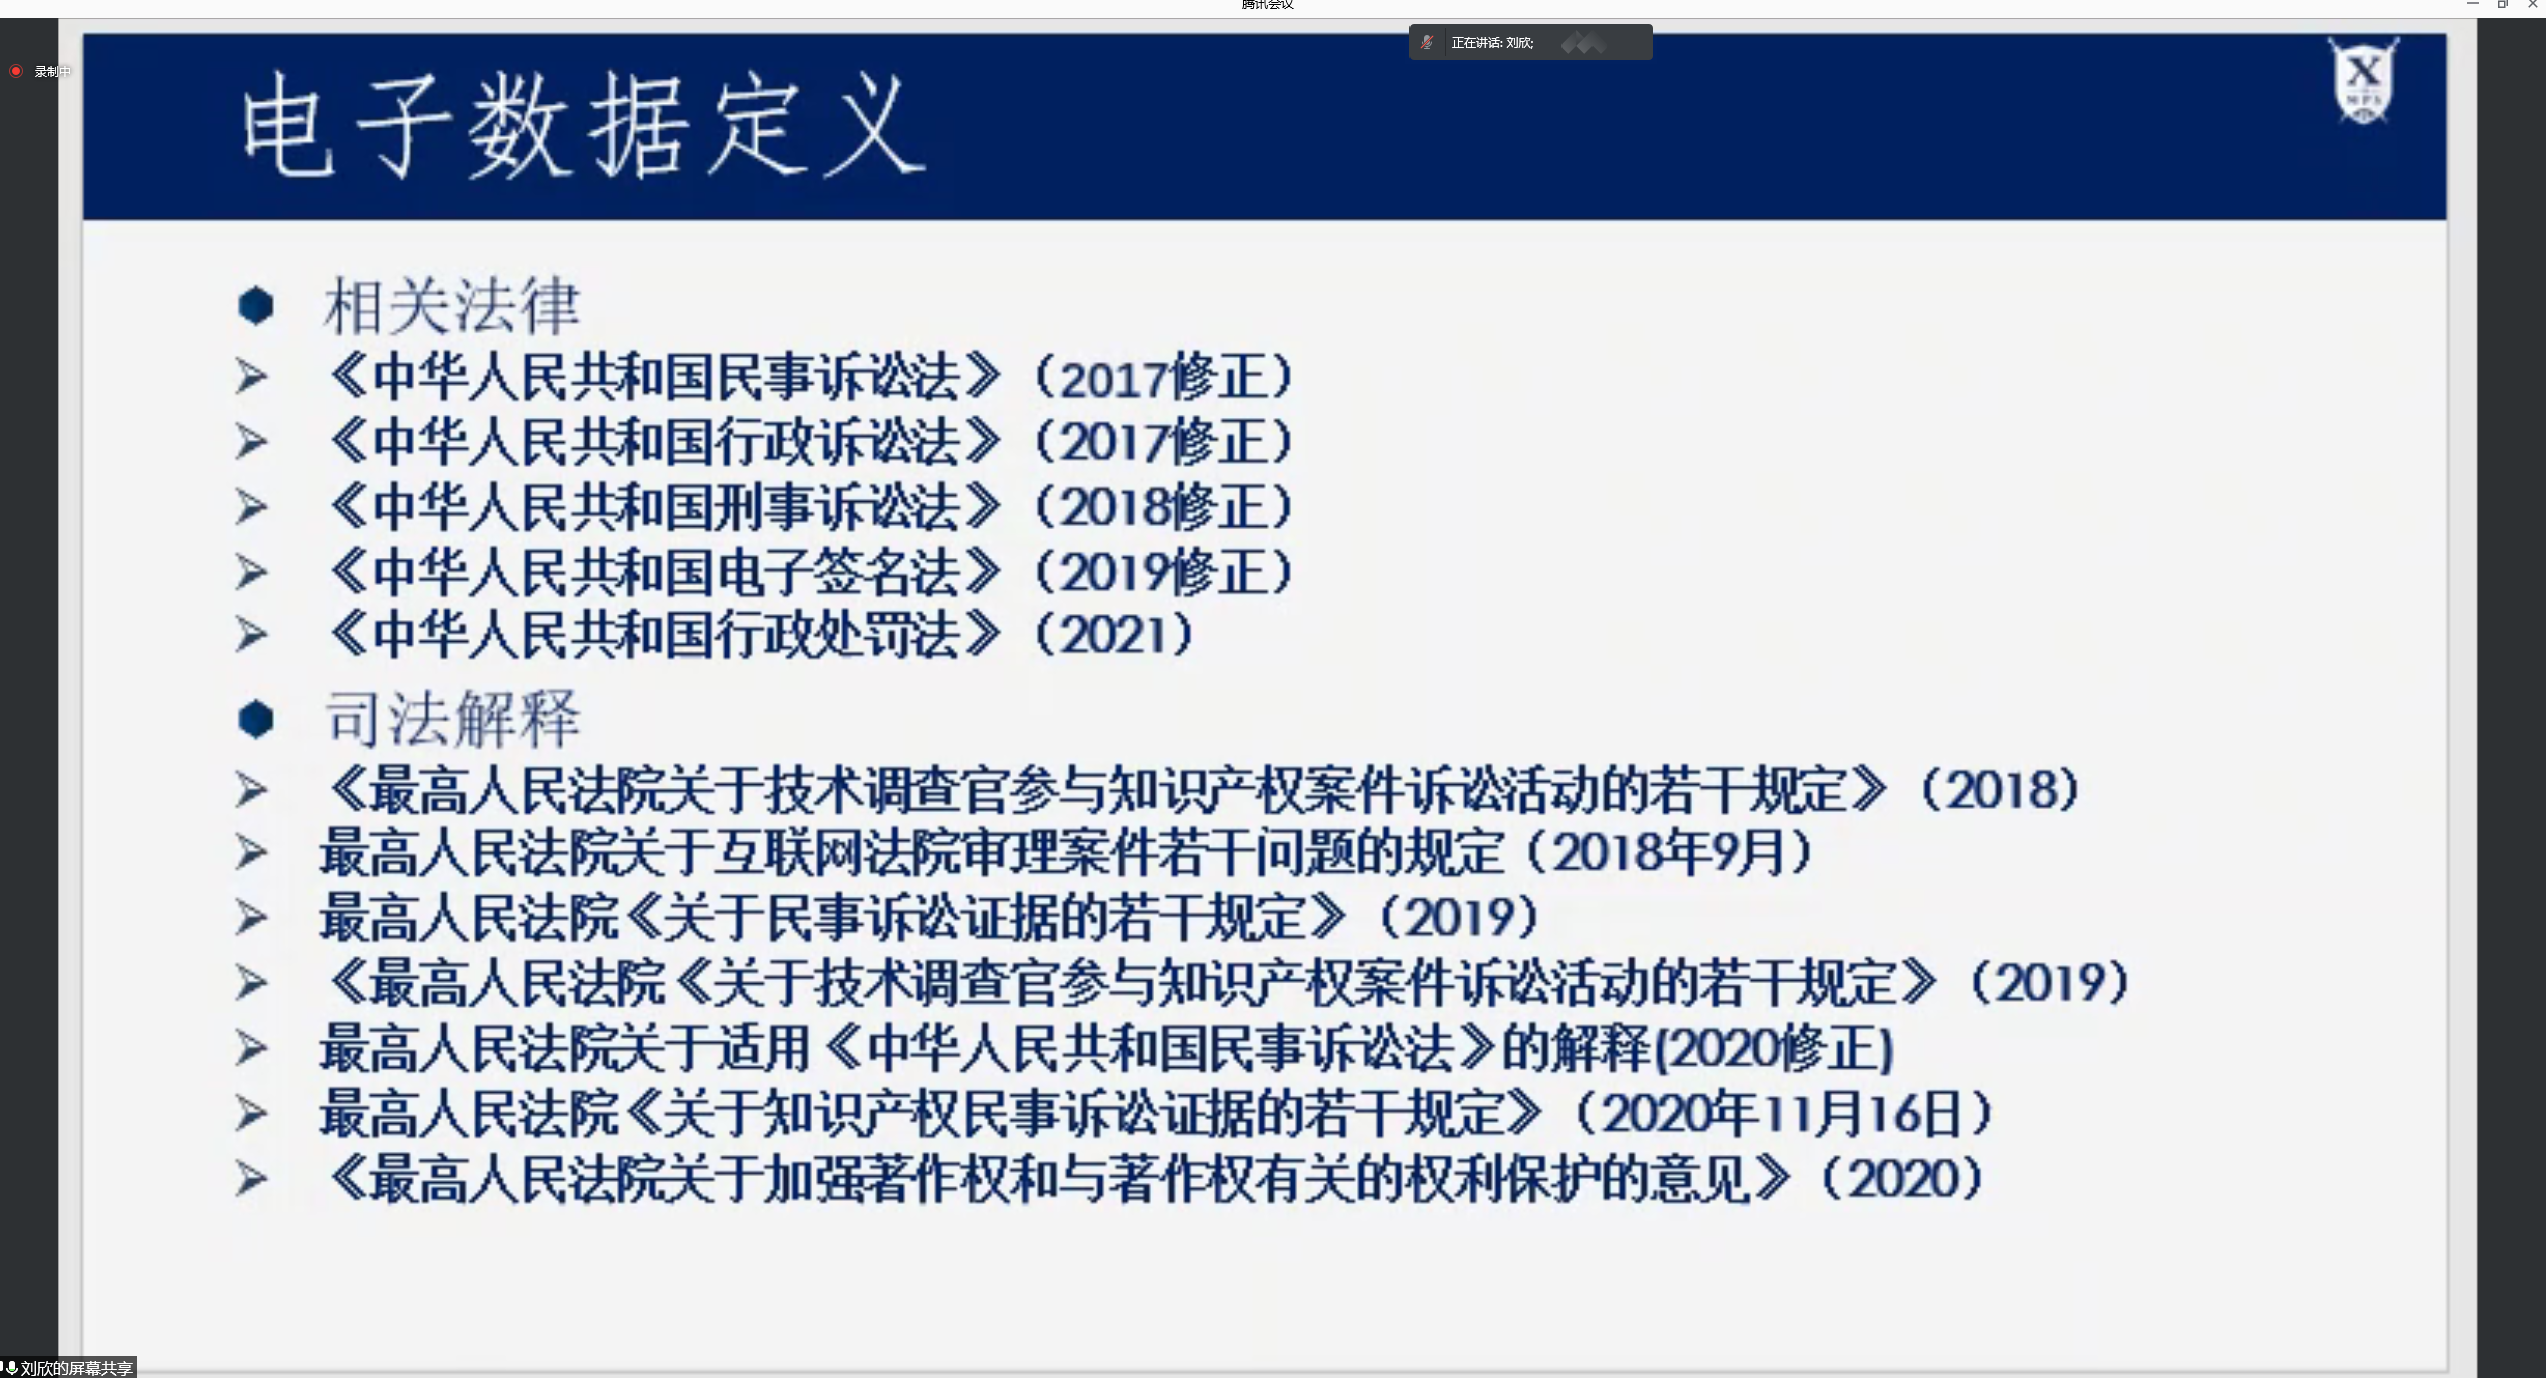 腾讯会议
正在讲话: 刘欣;
录制中
电子数据定义
X
MPS
相关法律
《中华人民共和国民事诉讼法》（2017修正）
《中华人民共和国行政诉讼法》（2017修正）
《中华人民共和国刑事诉讼法》（2018修正）
《中华人民共和国电子签名法》（2019修正）
《中华人民共和国行政处罚法》（2021）
司法解释
《最高人民法院关于技术调查官参与知识产权案件诉讼活动的若干规定》（2018）
最高人民法院关于互联网法院审理案件若干问题的规定（2018年9月）
最高人民法院《关于民事诉讼证据的若干规定》（2019）
《最高人民法院《关于技术调查官参与知识产权案件诉讼活动的若干规定》（2019）
最高人民法院关于适用《中华人民共和国民事诉讼法》的解释(2020修正)
最高人民法院《关于知识产权民事诉讼证据的若干规定》（2020年11月16日）
《最高人民法院关于加强著作权和与著作权有关的权利保护的意见》（2020）
刘欣的屏幕共享